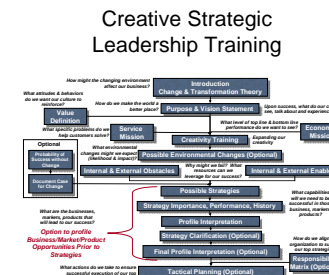 Creative Strategic
Leadership Training
How might the changing environment
affect our business?
Introduction
Change & Transformation Theory
What attitudes & behaviors
do we want our culture to
reinforce?
How do we make the world a
better place?
Purpose & Vision Statement
Upon success, what do our c
see, talk about and experienc
Value
Definition
What specific problems do we
help customers solve?
Service
Mission
What level of top line & bottom line
performance do we want to see?
Econom
Miss
Creativity Training
Expanding our
creativity
Optional
Probability of
Success without
Change
Document Case
for Change
What environmental
changes might we expect
(likelihood & impact)?
Possible Environmental Changes (Optional)
Why might we fail? What
resources can we
leverage for our success?
Internal & External Obstacles
Internal & External Enable
Possible Strategies
Strategy Importance, Performance, History
What capabilities
will we need to be
successful in thos
business, market
products?
What are the businesses,
markets, products that
will lead to our success?
Profile Interpretation
Option to profile
Business/Market/Product
Opportunities Prior to
Strategies
Strategy Clarification (Optional)
Final Profile Interpretation (Optional)
How do we align
organization to su
our top strateg
Responsib
Matrix (Optio
What actions do we take to ensure
successful execution of our top
Tactical Planning (Optional)